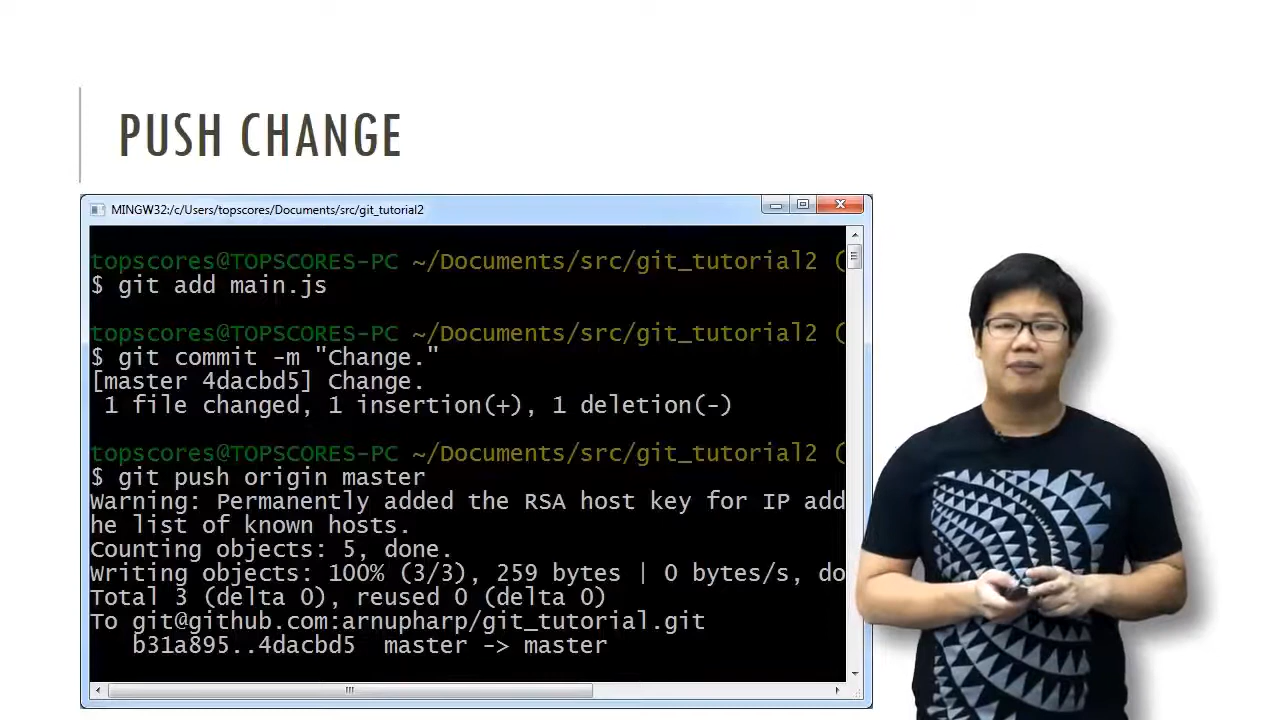 PUSH CHANGE
MINGW32:/c/Users/topscores/Documents/src/git_tutorial2
topscores@TOPSCORES-PC ~/Documents/src/git_tutorial2 (
$ git add main.js
topscores@TOPSCORES-PC ~/Documents/src/git_tutorial2 (
$ git commit -m "Change."
[master 4dacbd5] Change.
1 file changed, 1 insertion(+), 1 deletion(-)
topscores@TOPSCORES-PC ~/Documents/src/git_tutorial2 (
$ git push origin master
Warning: Permanently added the RSA host key for IP add
he list of known hosts.
Counting objects: 5, done.
Writing objects: 100% (3/3), 259 bytes | 0 bytes/s, do
Total 3 (delta 0), reused 0 (delta 0)
To git@github.com:arnupharp/git_tutorial.git
b31a895..4dacbd5  master -> master